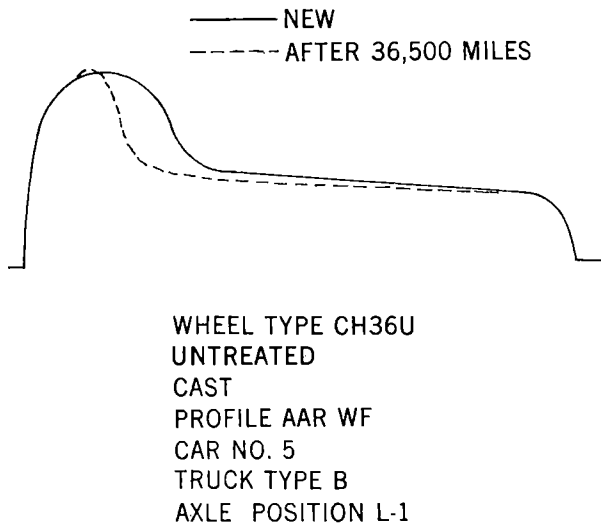 NEW
AFTER 36,500 MILES
WHEEL TYPE CH36U
UNTREATED
CAST
PROFILE AAR WF
CAR NO. 5
TRUCK TYPE B
AXLE POSITION L-1